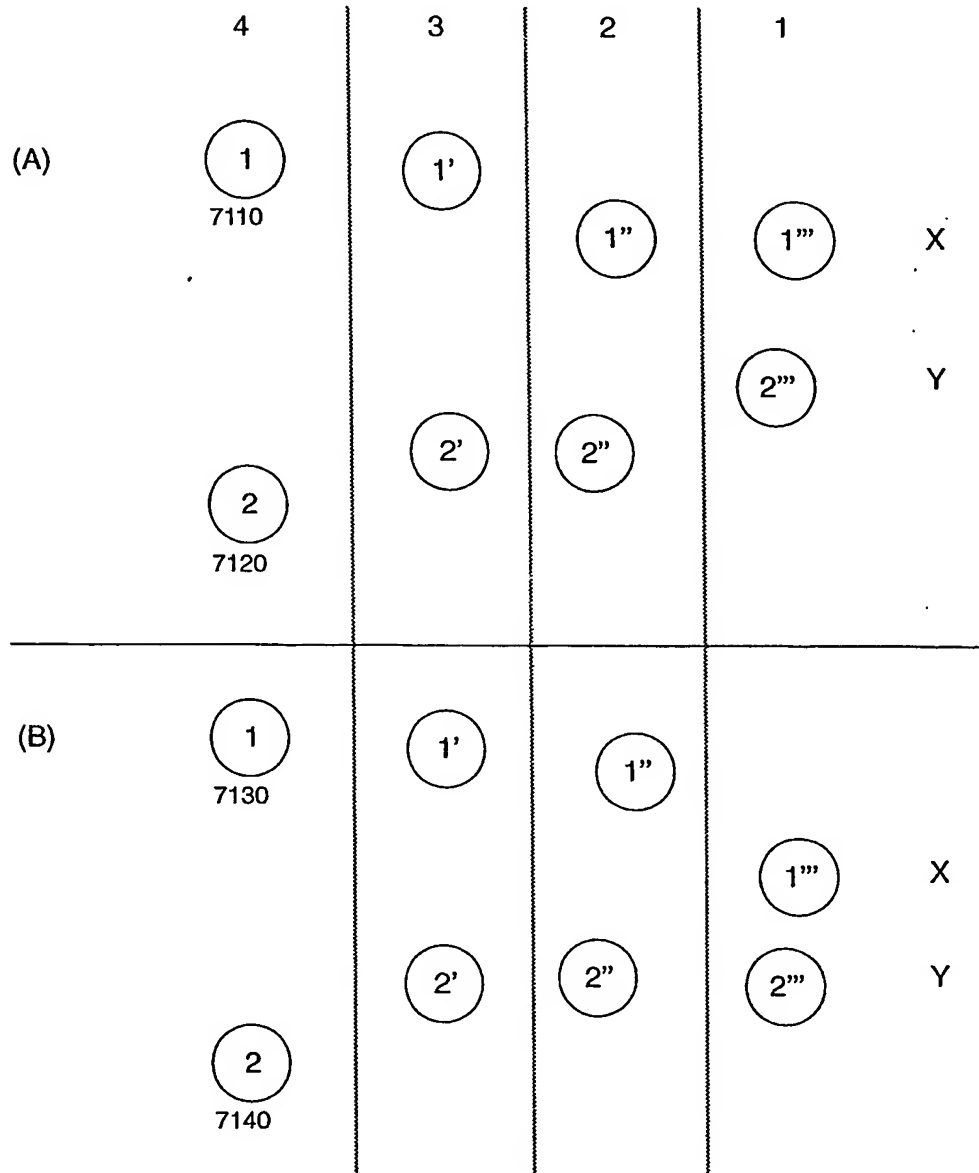 4 3 2 1
(A) 1 1'
7110
1” 1”’ X
2”’ Y
2' 2”
2
7120
(B) 1 1' 1”
7130
1”’ X
2' 2” 2”’ Y
2
7140